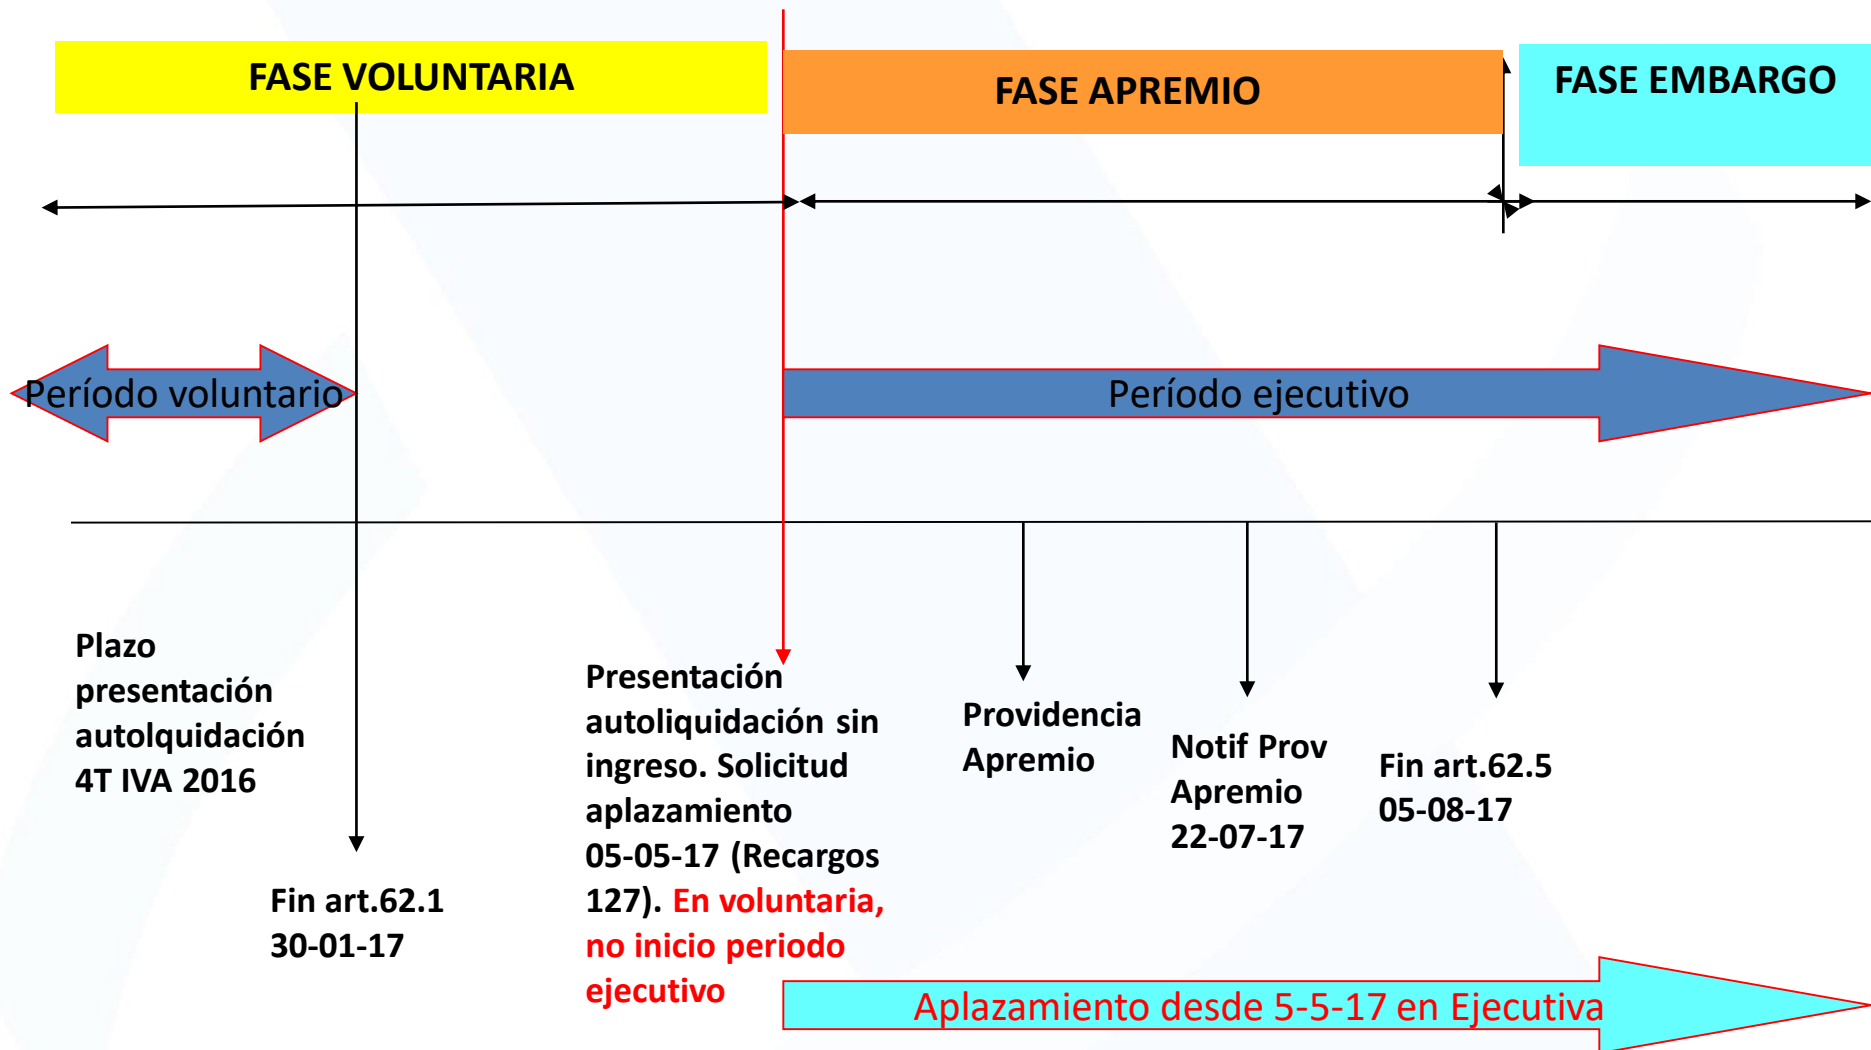 FASE VOLUNTARIA
FASE APREMIO
FASE EMBARGO
Período voluntario
Período ejecutivo
Plazo
presentación
autolquidación
4T IVA 2016
Fin art.62.1
30-01-17
Presentación
autoliquidación sin
ingreso. Solicitud
aplazamiento
05-05-17 (Recargos
127). En voluntaria,
no inicio periodo
ejecutivo
Providencia
Apremio
Notif Prov
Apremio
22-07-17
Fin art.62.5
05-08-17
Aplazamiento desde 5-5-17 en Ejecutiva